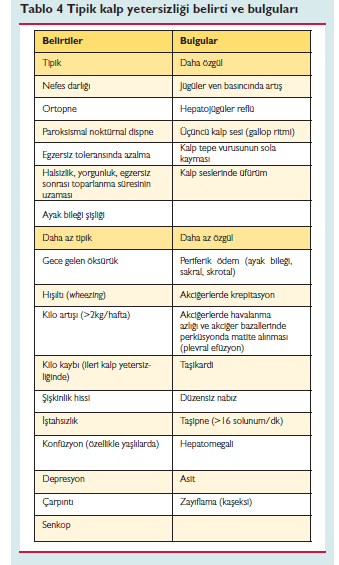 Tablo 4 Tipik kalp yetersizliği belirti ve bulguları
Belirtiler Bulgular
Tipik Daha özgül
Nefes darlığı Jügüler ven basıncında artış
Ortopne Hepatojügüler reflü
Paroksismal noktürnal dispne Üçüncü kalp sesi (gallop ritmi)
Egzersiz toleransında azalma Kalp tepe vurusunun sola
kayması
Halsizlik, yorgunluk, egzersiz Kalp seslerinde üfürüm
sonrası toparlanma süresinin
uzaması
Ayak bileği şişliği
Daha az tipik Daha az özgül
Gece gelen öksürük Periferik ödem (ayak bileği,
sakral, skrotal)
Hışıltı (wheezing) Akciğerlerde krepitasyon
Kilo artışı (>2kg/hafta) Akciğerlerde havalanma
azlığı ve akciğer bazallerinde
perküsyonda matite alınması
(plevral efüzyon)
Kilo kaybı (ileri kalp yetersiz- Taşikardi
liğinde)
Şişkinlik hissi Düzensiz nabız
İştahsızlık Taşipne (>16 solunum/dk)
Konfüzyon (özellikle yaşlılarda) Hepatomegali
Depresyon Asit
Çarpıntı Zayıflama (kaşeksi)
Senkop